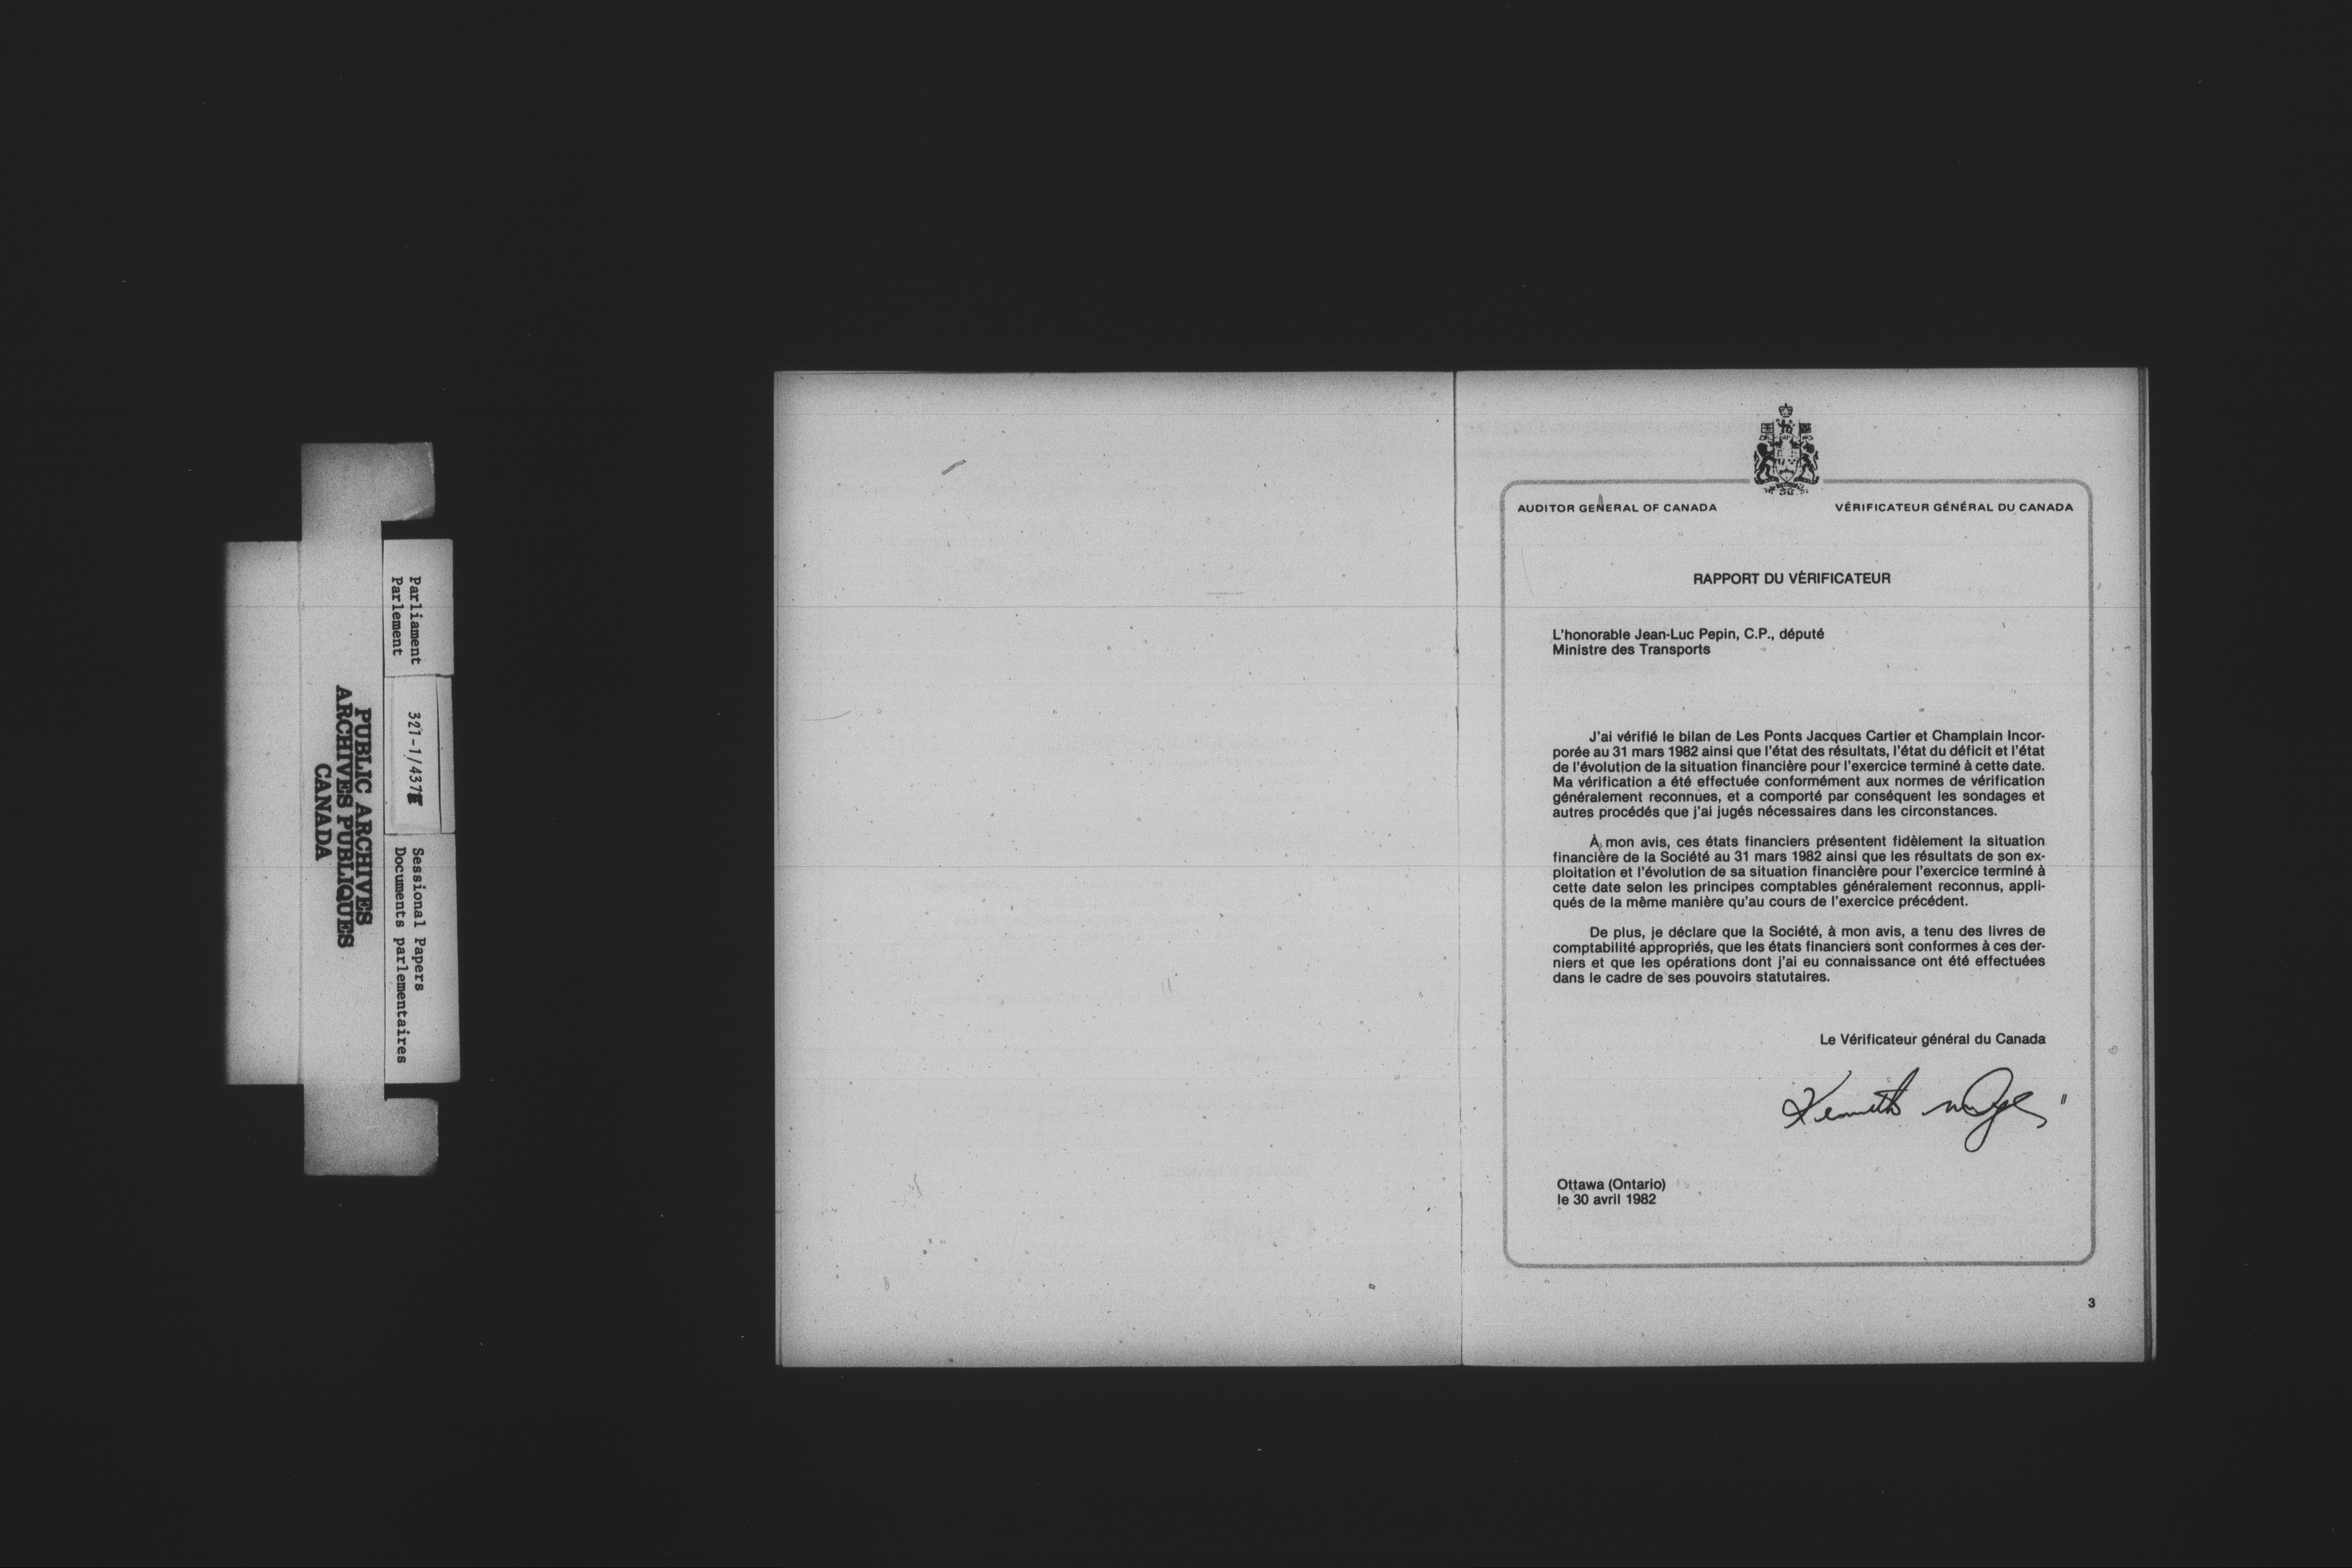 Parliament
Parlement
321-1/437
Sessional Papers
Documents parlementaires
PUBLIC ARCHIVES
ARCHIVES PUBLIQUES
CANADA
AUDITOR GENERAL OF CANADA
VÉRIFICATEUR GÉNÉRAL DU CANADA
RAPPORT DU VÉRIFICATEUR
L'honorable Jean-Luc Pepin, C.P., député
Ministre des Transports
J'ai vérifié le bilan de Les Ponts Jacques Cartier et Champlain Incor-
porée au 31 mars 1982 ainsi que l'état des résultats, l'état du déficit et l'état
de l'évolution de la situation financière pour l'exercice terminé à cette date.
Ma vérification a été effectuée conformément aux normes de vérification
généralement reconnues, et a comporté par conséquent les sondages et
autres procédés que j'ai jugés nécessaires dans les circonstances.
À mon avis, ces états financiers présentent fidèlement la situation
financière de la Société au 31 mars 1982 ainsi que les résultats de son ex-
ploitation et l'évolution de sa situation financière pour l'exercice terminé à
cette date selon les principes comptables généralement reconnus, appli-
qués de la même manière qu'au cours de l'exercice précédent.
De plus, je déclare que la Société, à mon avis, a tenu des livres de
comptabilité appropriés, que les états financiers sont conformes à ces der-
niers et que les opérations dont j'ai eu connaissance ont été effectuées
dans le cadre de ses pouvoirs statutaires.
Le Vérificateur général du Canada
Kenneth
Ottawa (Ontario)
le 30 avril 1982
3